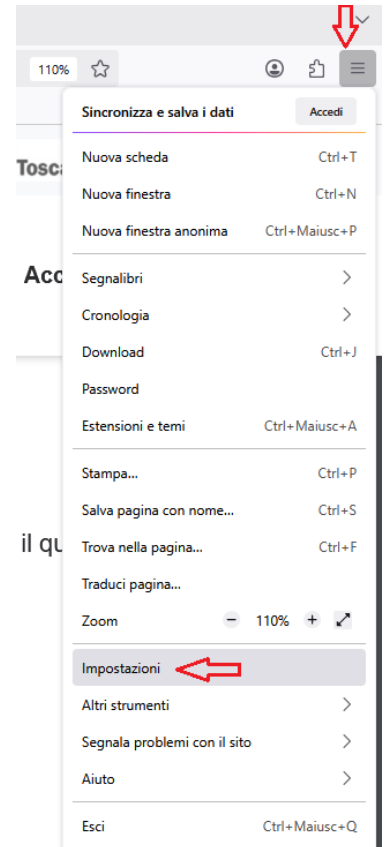 110%
Sincronizza e salva i dati Accedi
Nuova scheda Ctrl+T
Nuova finestra Ctrl+N
Nuova finestra anonima Ctrl+Maiusc+P
Segnalibri
Cronologia
Download Ctrl+J
Password
Estensioni e temi Ctrl+Maiusc+A
Stampa... Ctrl+P
Salva pagina con nome... Ctrl+S
Trova nella pagina... Ctrl+F
Traduci pagina...
Zoom − 110% +
Impostazioni
Altri strumenti
Segnala problemi con il sito
Aiuto
Esci Ctrl+Maiusc+Q
Tosca
Acc
il qu